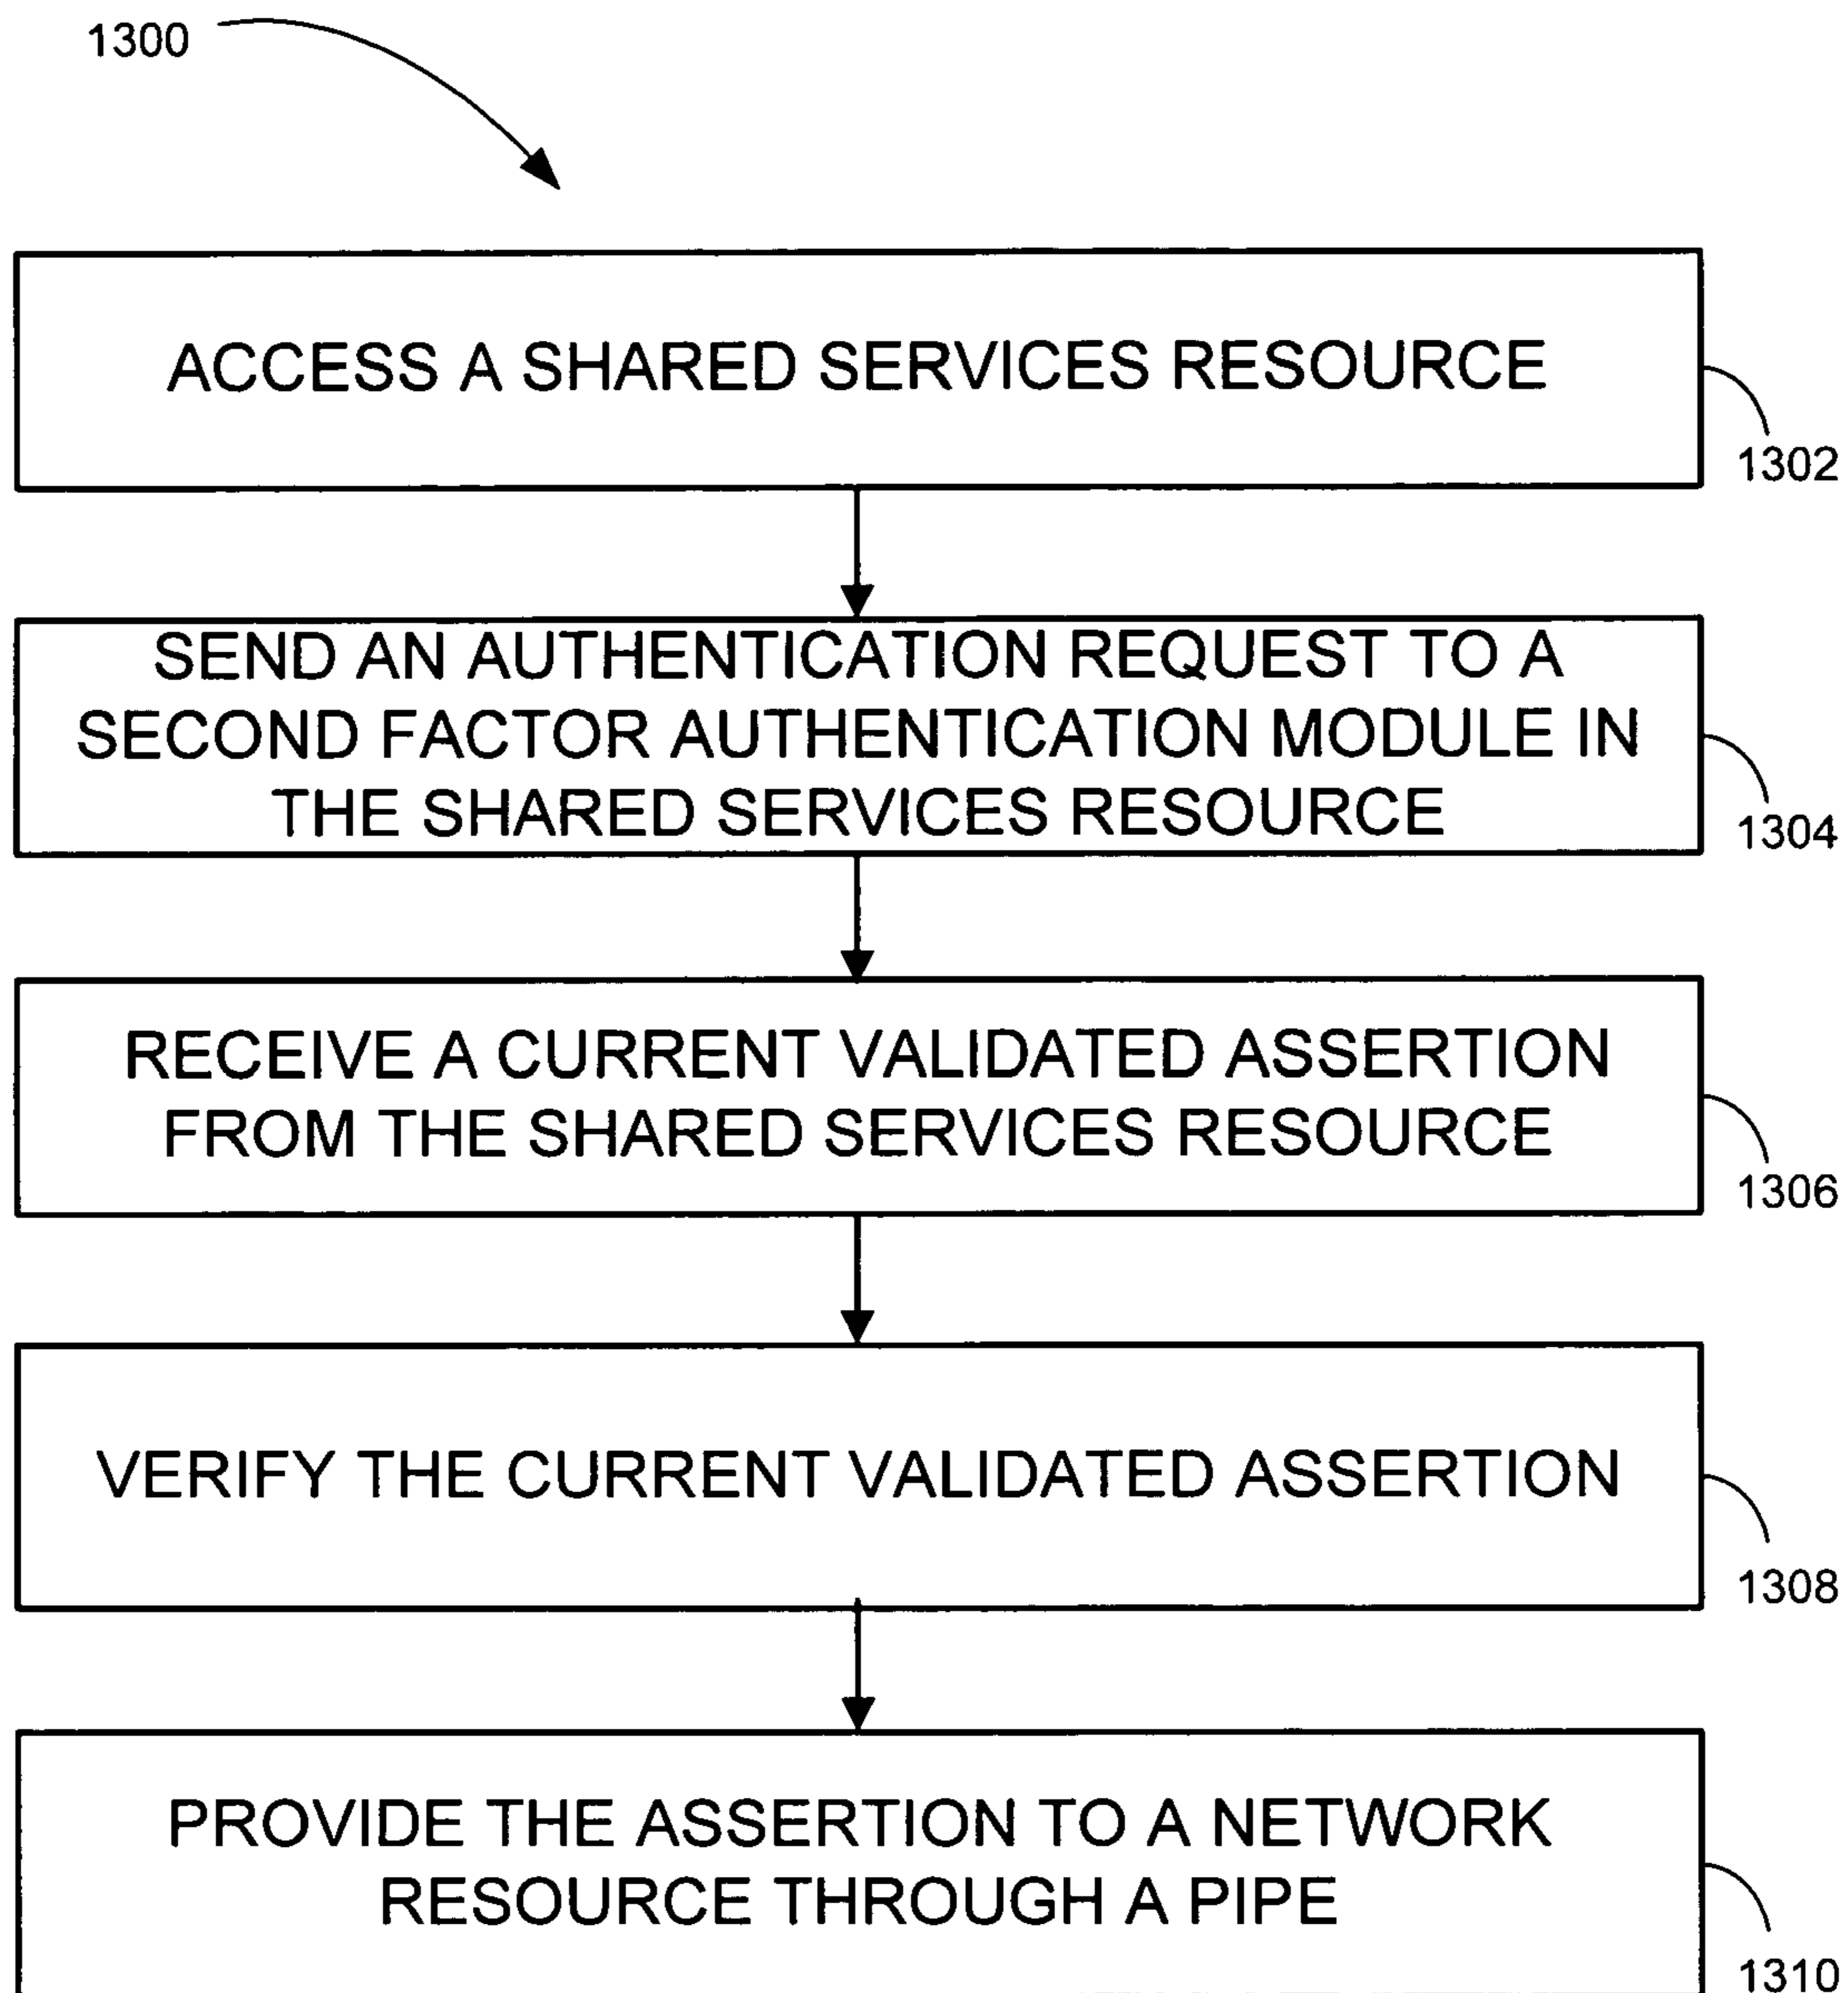 1300
ACCESS A SHARED SERVICES RESOURCE
1302
SEND AN AUTHENTICATION REQUEST TO A
SECOND FACTOR AUTHENTICATION MODULE IN
THE SHARED SERVICES RESOURCE
1304
RECEIVE A CURRENT VALIDATED ASSERTION
FROM THE SHARED SERVICES RESOURCE
1306
VERIFY THE CURRENT VALIDATED ASSERTION
1308
PROVIDE THE ASSERTION TO A NETWORK
RESOURCE THROUGH A PIPE
1310